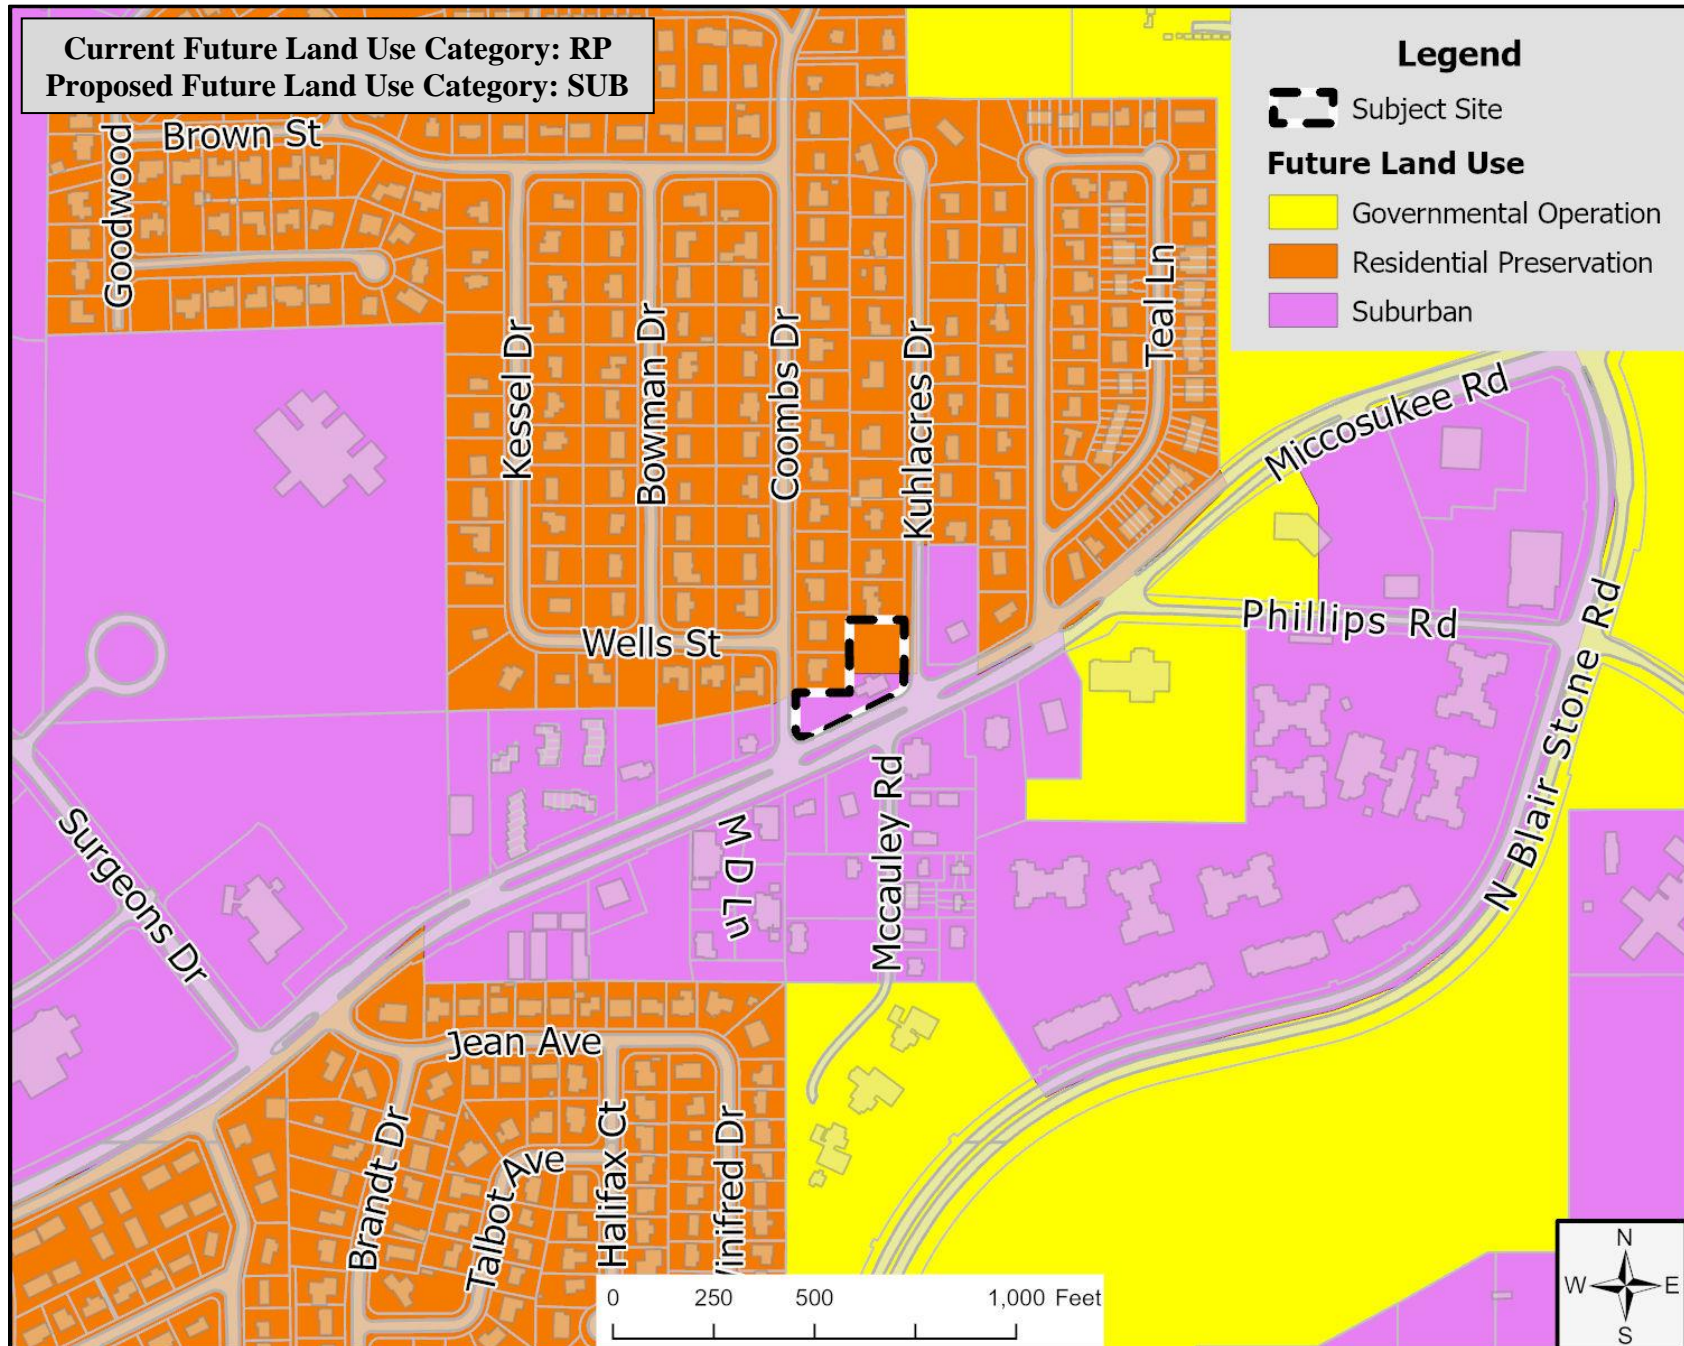 Current Future Land Use Category: RP
Proposed Future Land Use Category: SUB
Legend
Subject Site
Future Land Use
Governmental Operation
Residential Preservation
Suburban
Brown St
Goodwood
Kessel Dr
Bowman Dr
Coombs Dr
Kuhlacres Dr
Teal Ln
Miccosukee Rd
Wells St
Phillips Rd
N Blair Stone Rd
Surgeons Dr
M D Ln
Mccauley Rd
Jean Ave
Brandt Dr
Talbot Ave
Halifax Ct
inifred Dr
0 250 500 1,000 Feet
N
W E
S